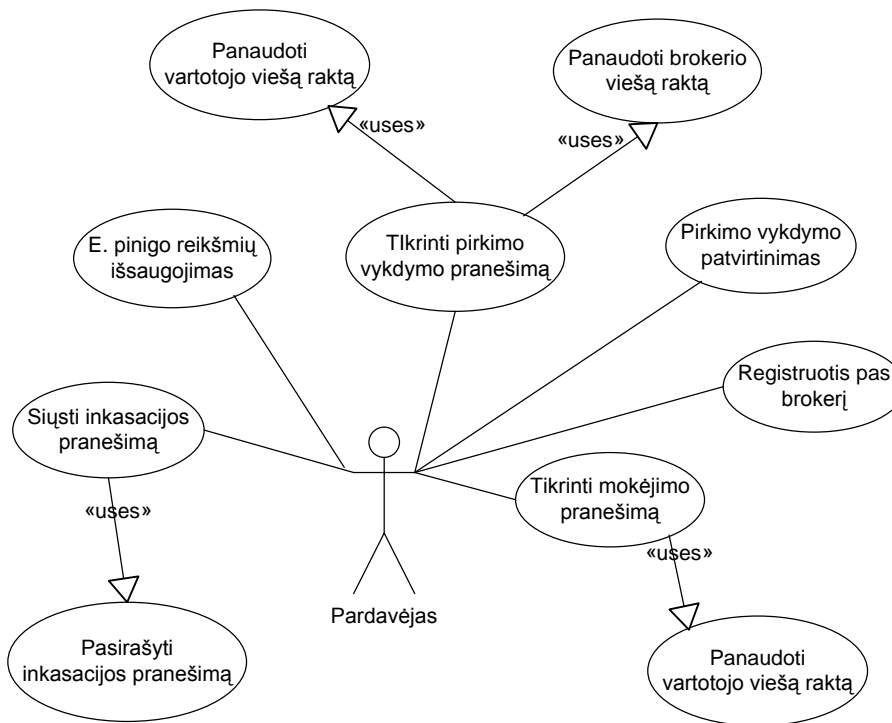 Panaudoti
vartotojo viešą raktą
Panaudoti brokerio
viešą raktą
«uses»
«uses»
E. pinigo reikšmių
išsaugojimas
TIkrinti pirkimo
vykdymo pranešimą
Pirkimo vykdymo
patvirtinimas
Registruotis pas
brokerį
Siųsti inkasacijos
pranešimą
Tikrinti mokėjimo
pranešimą
«uses»
«uses»
Pardavėjas
Pasirašyti
inkasacijos pranešimą
Panaudoti
vartotojo viešą raktą